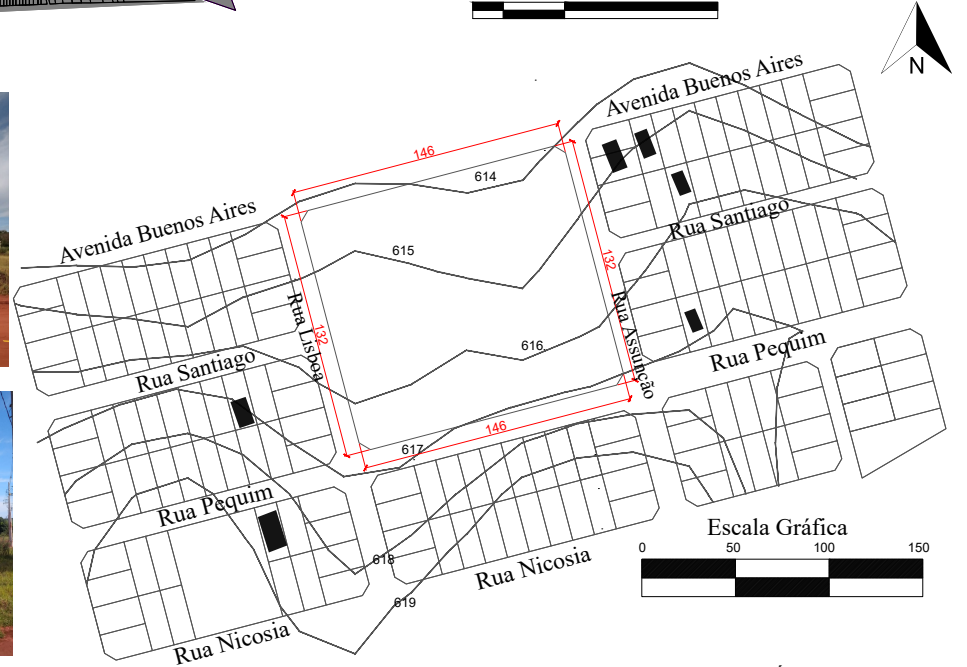 N
Avenida Buenos Aires
146
614
Avenida Buenos Aires
615
Rua Santiago
132
Rua Lisboa
132
Rua Assunção
616
Rua Pequim
Rua Santiago
146
617
Rua Pequim
Escala Gráfica
0 50 100 150
618
Rua Nicosia
619
Rua Nicosia